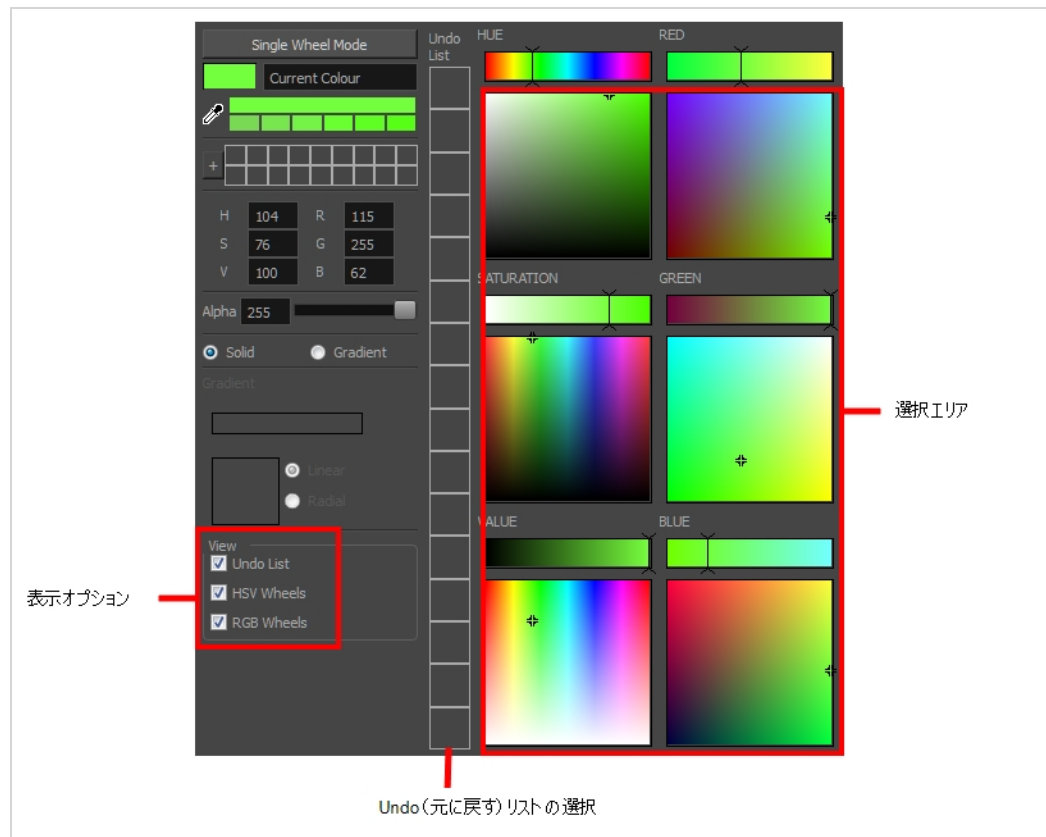 Single Wheel Mode
Current Colour
+
H 104 R 115
S 76 G 255
V 100 B 62
Alpha 255
Solid Gradient
Gradient
Linear
Radial
View
Undo List
HSV Wheels
RGB Wheels
Undo
List
HUE RED
SATURATION GREEN
VALUE BLUE
選択エリア
表示オプション
Undo(元に戻す)リストの選択